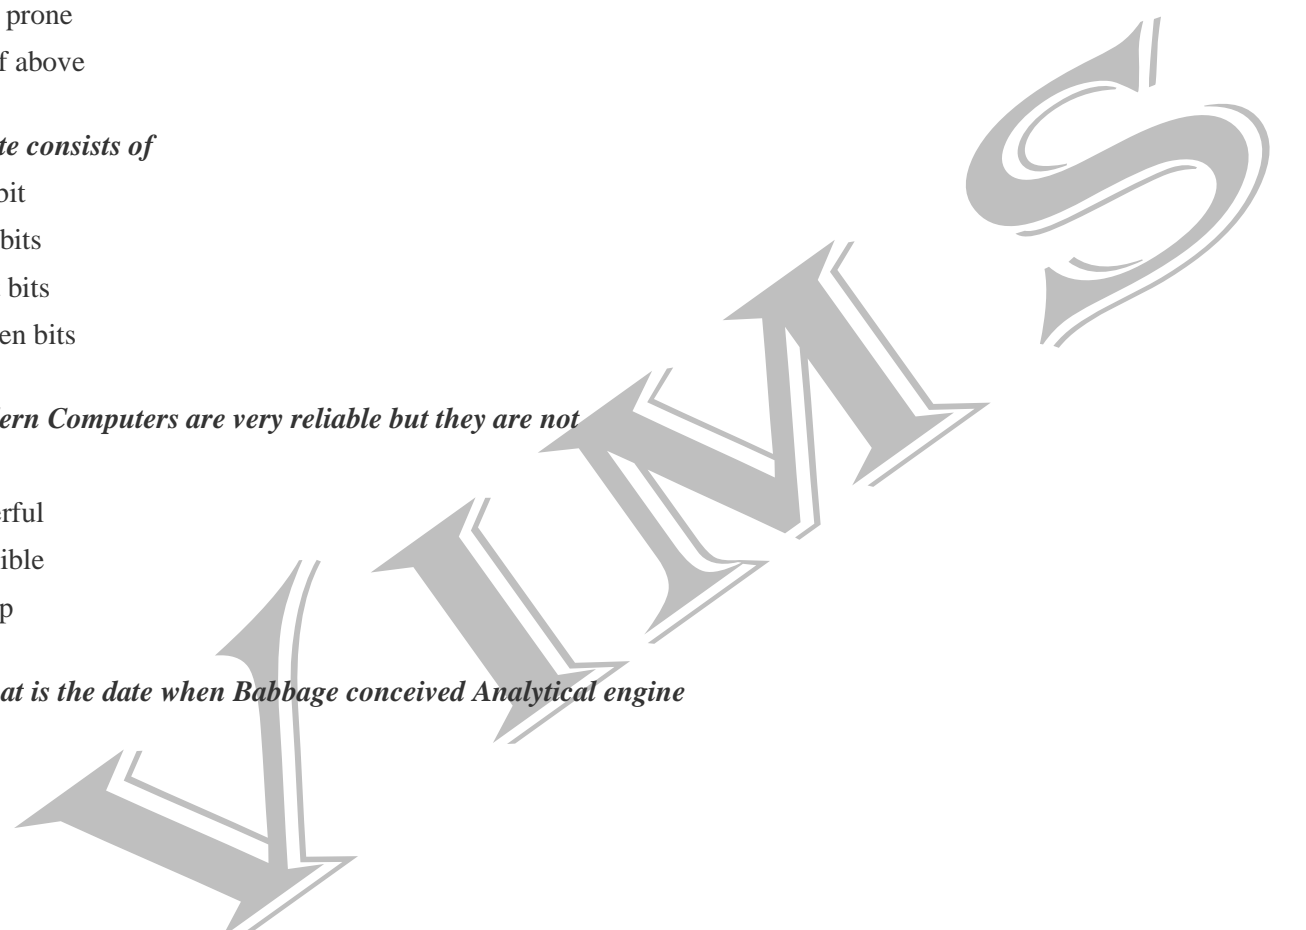 prone
f above
te consists of
bit
bits
bits
en bits
ern Computers are very reliable but they are not
erful
ible
p
at is the date when Babbage conceived Analytical engine
VIMS